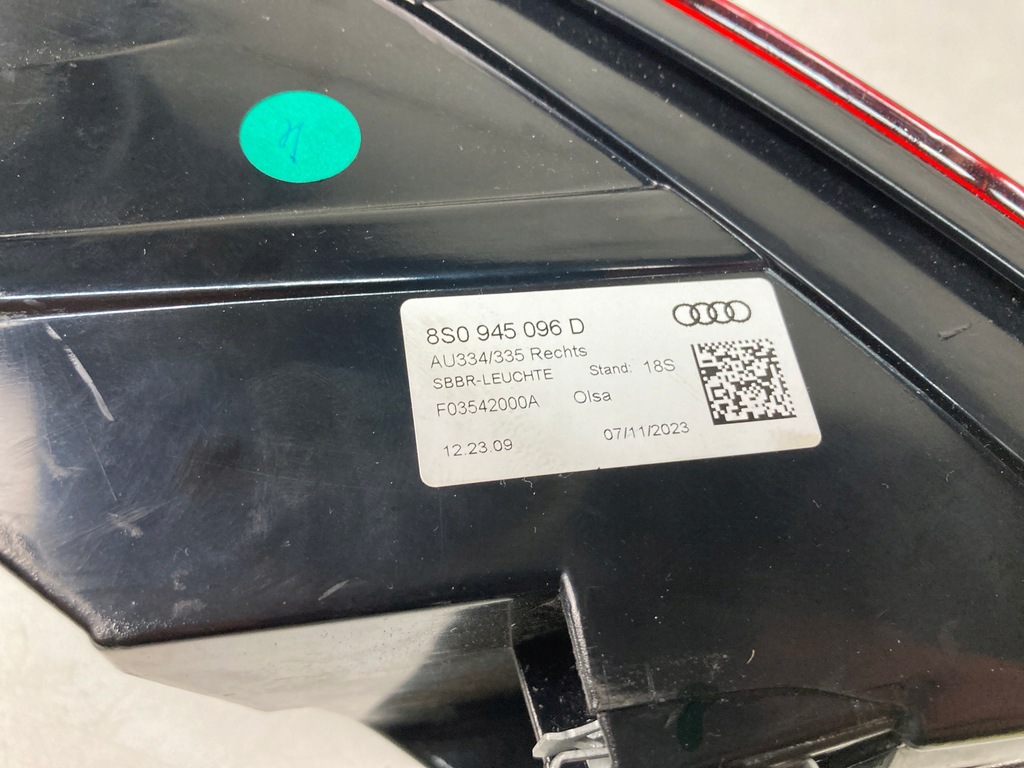 8S0 945 096 D
AU334/335 Rechts
SBBR-LEUCHTE Stand: 18S
F03542000A Olsa
12.23.09 07/11/2023